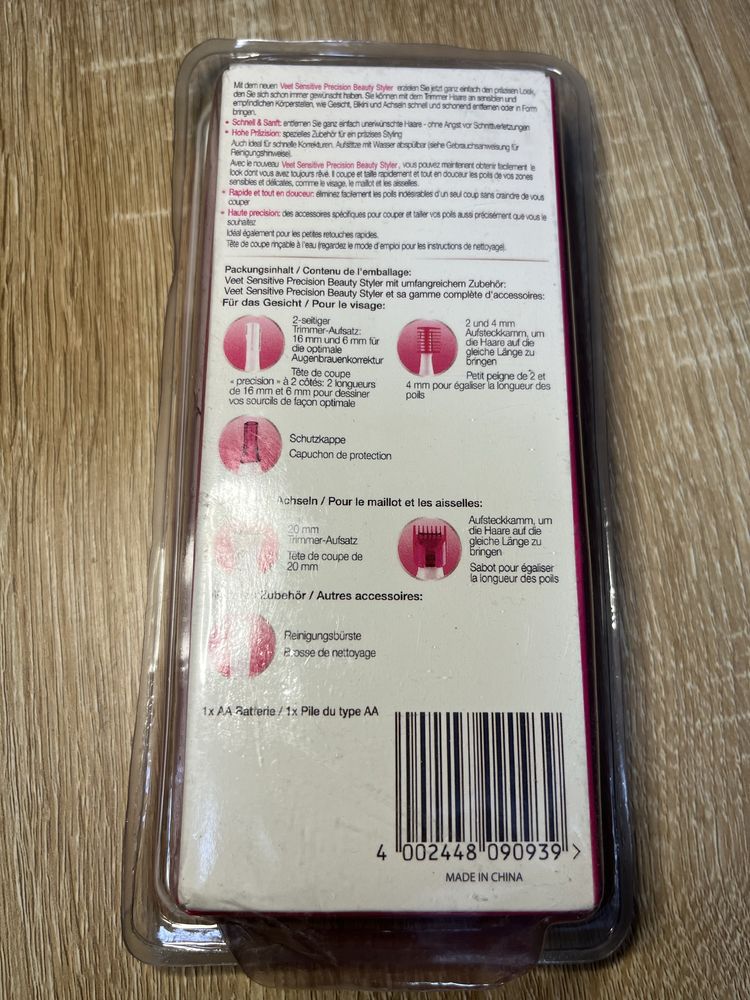 Mit dem neuen Veet Sensitive Precision Beauty Styler erzielen Sie jetzt ganz einfach den präzisen Look,
den Sie sich schon immer gewünscht haben. Sie können mit dem Trimmer Haare an sensiblen und
empfindlichen Körperstellen, wie Gesicht, Bikini und Achseln schnell und schonend entfernen oder in Form
bringen.
• Schnell & Sanft: entfernen Sie ganz einfach unerwünschte Haare - ohne Angst vor Schnittverletzungen
• Hohe Präzision: spezielles Zubehör für ein präzises Styling
Auch ideal für schnelle Korrekturen. Aufsätze mit Wasser abspülbar (siehe Gebrauchsanweisung für
Reinigungshinweise).
Avec le nouveau Veet Sensitive Precision Beauty Styler, vous pouvez maintenant obtenir facilement le
look dont vous avez toujours rêvé. Il coupe et taille rapidement et tout en douceur les poils de vos zones
sensibles et délicates, comme le visage, le maillot et les aisselles.
• Rapide et tout en douceur: éliminez facilement les poils indésirables d'un seul coup sans craindre de vous
couper
• Haute precision: des accessoires spécifiques pour couper et tailler vos poils aussi précisément que vous le
souhaitez
Idéal également pour les petites retouches rapides.
Tête de coupe rinçable à l'eau (regardez le mode d'emploi pour les instructions de nettoyage).
Packungsinhalt / Contenu de l'emballage:
Veet Sensitive Precision Beauty Styler mit umfangreichem Zubehör:
Veet Sensitive Precision Beauty Styler et sa gamme complète d'accessoires:
Für das Gesicht / Pour le visage:
2-seitiger
Trimmer-Aufsatz:
16 mm und 6 mm für
die optimale
Augenbrauenkorrektur
Tête de coupe
« precision » à 2 côtés: 2 longueurs
de 16 mm et 6 mm pour dessiner
vos sourcils de façon optimale
2 und 4 mm
Aufsteckkamm, um
die Haare auf die
gleiche Länge zu
bringen
Petit peigne de 2 et
4 mm pour égaliser la longueur des
poils
Schutzkappe
Capuchon de protection
Achseln / Pour le maillot et les aisselles:
20 mm
Trimmer-Aufsatz
Tête de coupe de
20 mm
Aufsteckkamm, um
die Haare auf die
gleiche Länge zu
bringen
Sabot pour égaliser
la longueur des poils
Zubehör / Autres accessoires:
Reinigungsbürste
Brosse de nettoyage
1x AA Batterie / 1x Pile du type AA
4 002448 090939 >
MADE IN CHINA